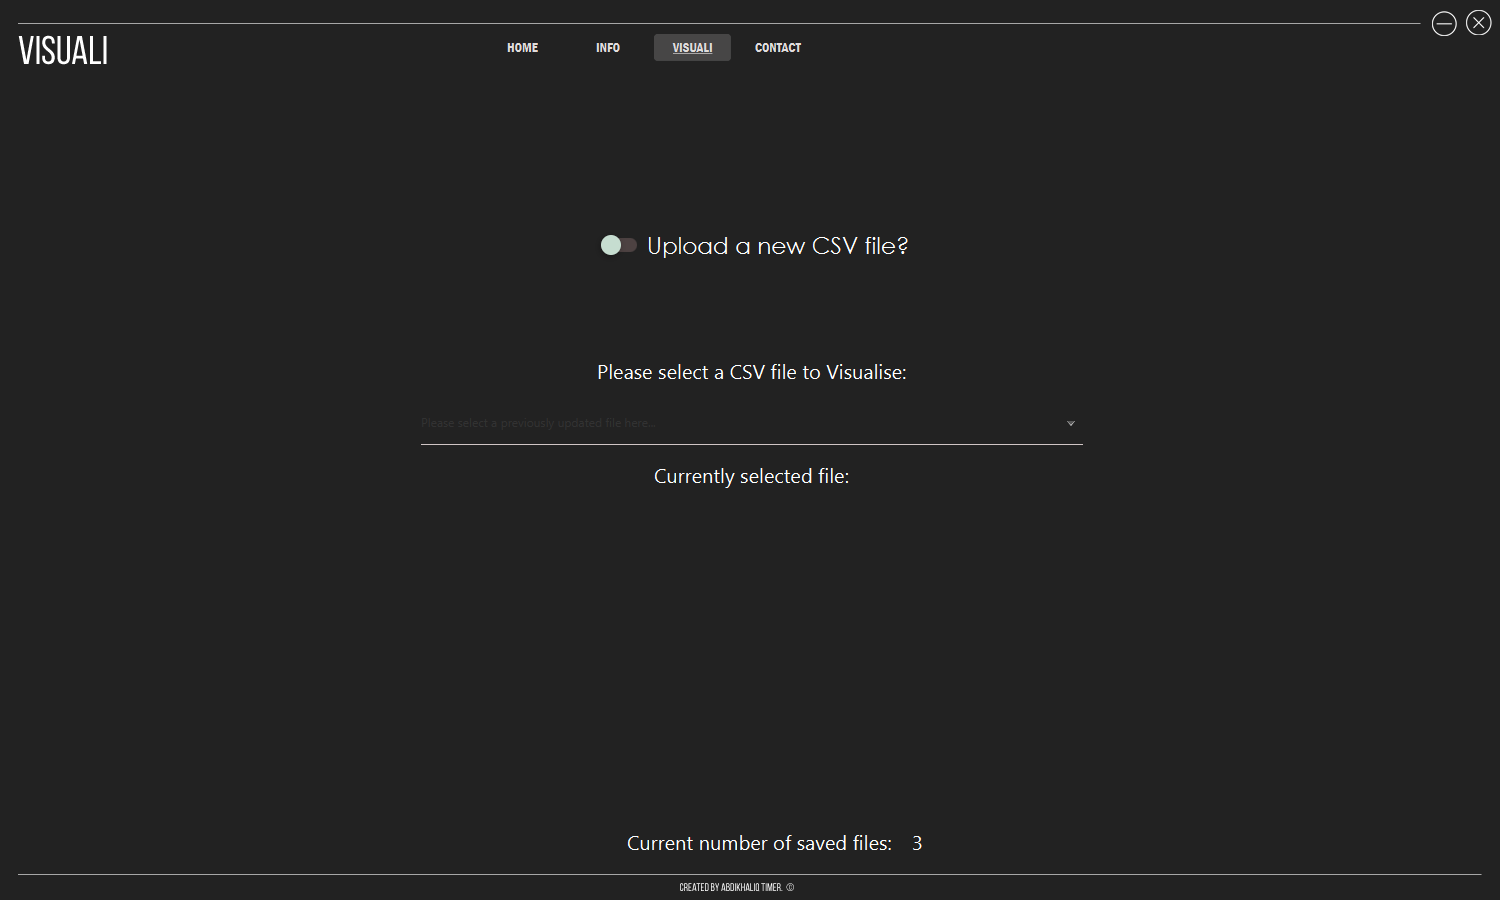 VISUALI
HOME INFO VISUALI CONTACT
Upload a new CSV file?
Please select a CSV file to Visualise:
Please select a previously updated file here...
Currently selected file:
Current number of saved files: 3
CREATED BY ABDIKHALIQ TIMER. ©